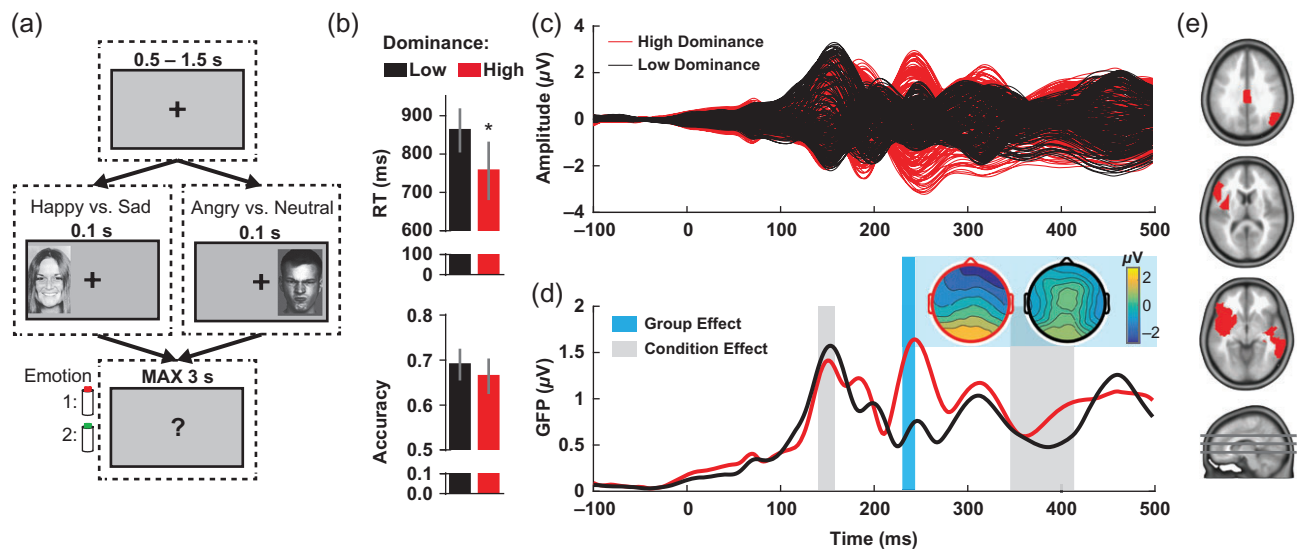 (a)
0.5 – 1.5 s
+
Happy vs. Sad
0.1 s
+
Angry vs. Neutral
0.1 s
+
MAX 3 s
?
Emotion
1:
2:
(b)
Dominance:
Low High
900
800
700
600
100
0
RT (ms)
*
0.8
0.7
0.6
0.5
0.1
0.0
Accuracy
(c)
High Dominance
Low Dominance
4
2
0
−2
−4
Amplitude (µV)
−100 0 100 200 300 400 500
(d)
Group Effect
Condition Effect
µV
2
0
−2
2
1.5
1
0.5
0
GFP (µV)
−100 0 100 200 300 400 500
Time (ms)
(e)